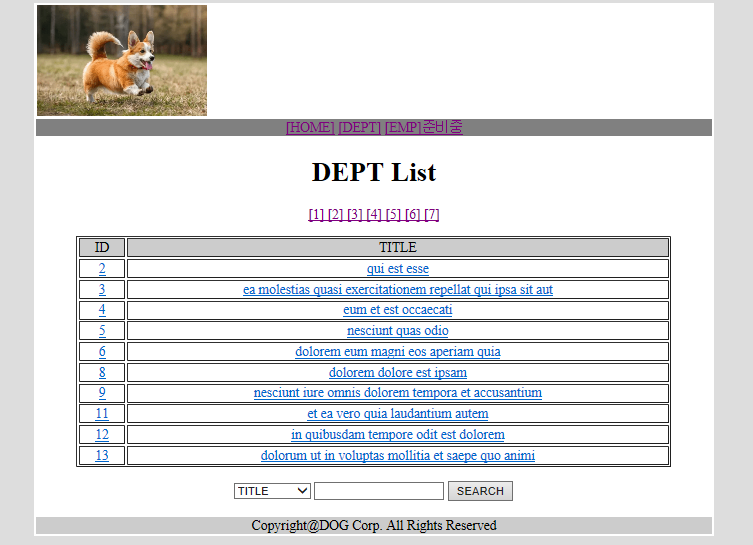 [HOME] [DEPT] [EMP]준비중
DEPT List
[1] [2] [3] [4] [5] [6] [7]
ID TITLE
2 qui est esse
3 ea molestias quasi exercitationem repellat qui ipsa sit aut
4 eum et est occaecati
5 nesciunt quas odio
6 dolorem eum magni eos aperiam quia
8 dolorem dolore est ipsam
9 nesciunt iure omnis dolorem tempora et accusantium
11 et ea vero quia laudantium autem
12 in quibusdam tempore odit est dolorem
13 dolorum ut in voluptas mollitia et saepe quo animi
TITLE SEARCH
Copyright@DOG Corp. All Rights Reserved